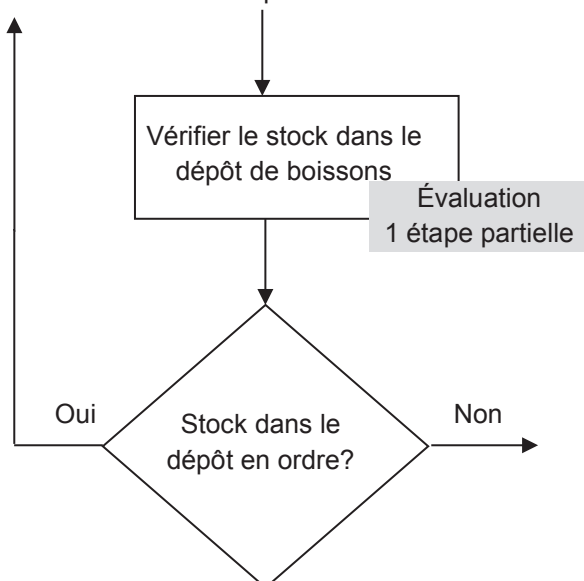 Vérifier le stock dans le
dépôt de boissons
Évaluation
1 étape partielle
Oui
Stock dans le
dépôt en ordre?
Non